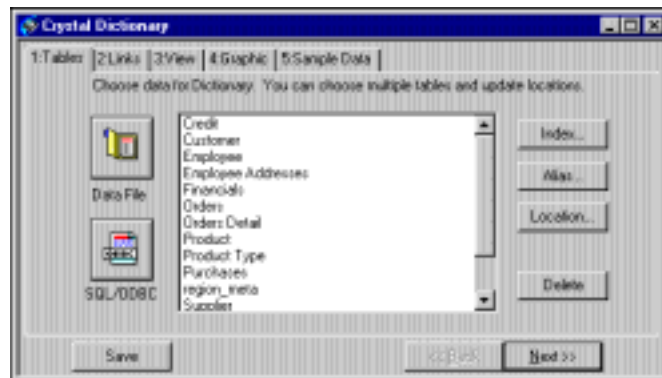 Crystal Dictionary
1:Tables 2:Links 3:View 4:Graphic 5:Sample Data
Choose data for Dictionary. You can choose multiple tables and update locations.
Data File
SQL/ODBC
Credit
Customer
Employee
Employee Addresses
Financials
Orders
Orders Detail
Product
Product Type
Purchases
region_meta
Supplier
Index...
Alias...
Location...
Delete
Save
<<Back
Next >>